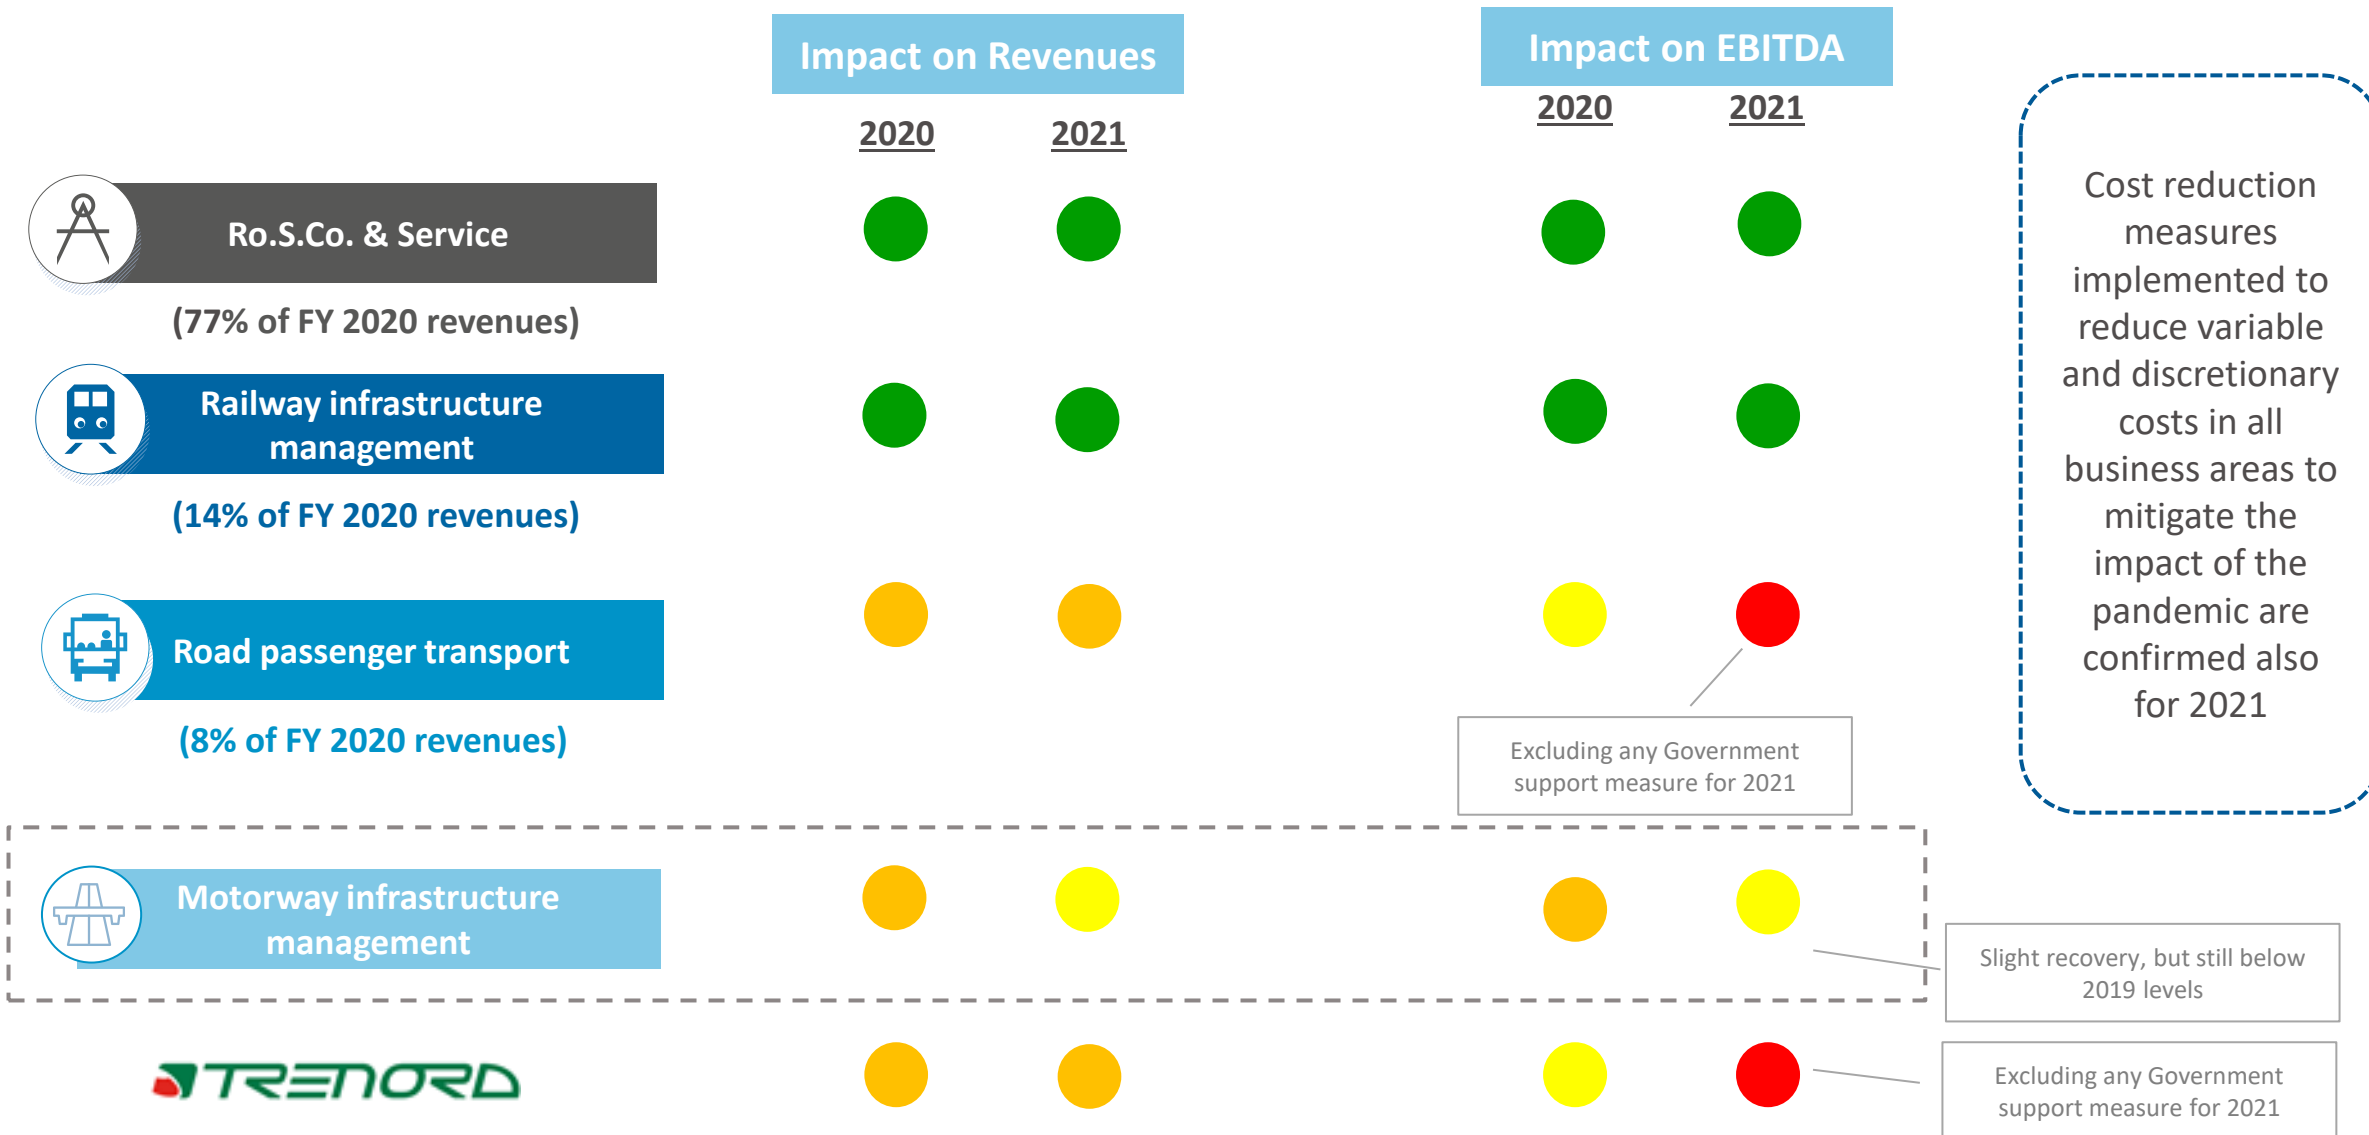 Impact on Revenues
Impact on EBITDA
2020
2021
2020
2021
Ro.S.Co. & Service
(77% of FY 2020 revenues)
Railway infrastructure
management
(14% of FY 2020 revenues)
Road passenger transport
(8% of FY 2020 revenues)
Excluding any Government
support measure for 2021
Motorway infrastructure
management
Slight recovery, but still below
2019 levels
TRENORD
Excluding any Government
support measure for 2021
Cost reduction
measures
implemented to
reduce variable
and discretionary
costs in all
business areas to
mitigate the
impact of the
pandemic are
confirmed also
for 2021